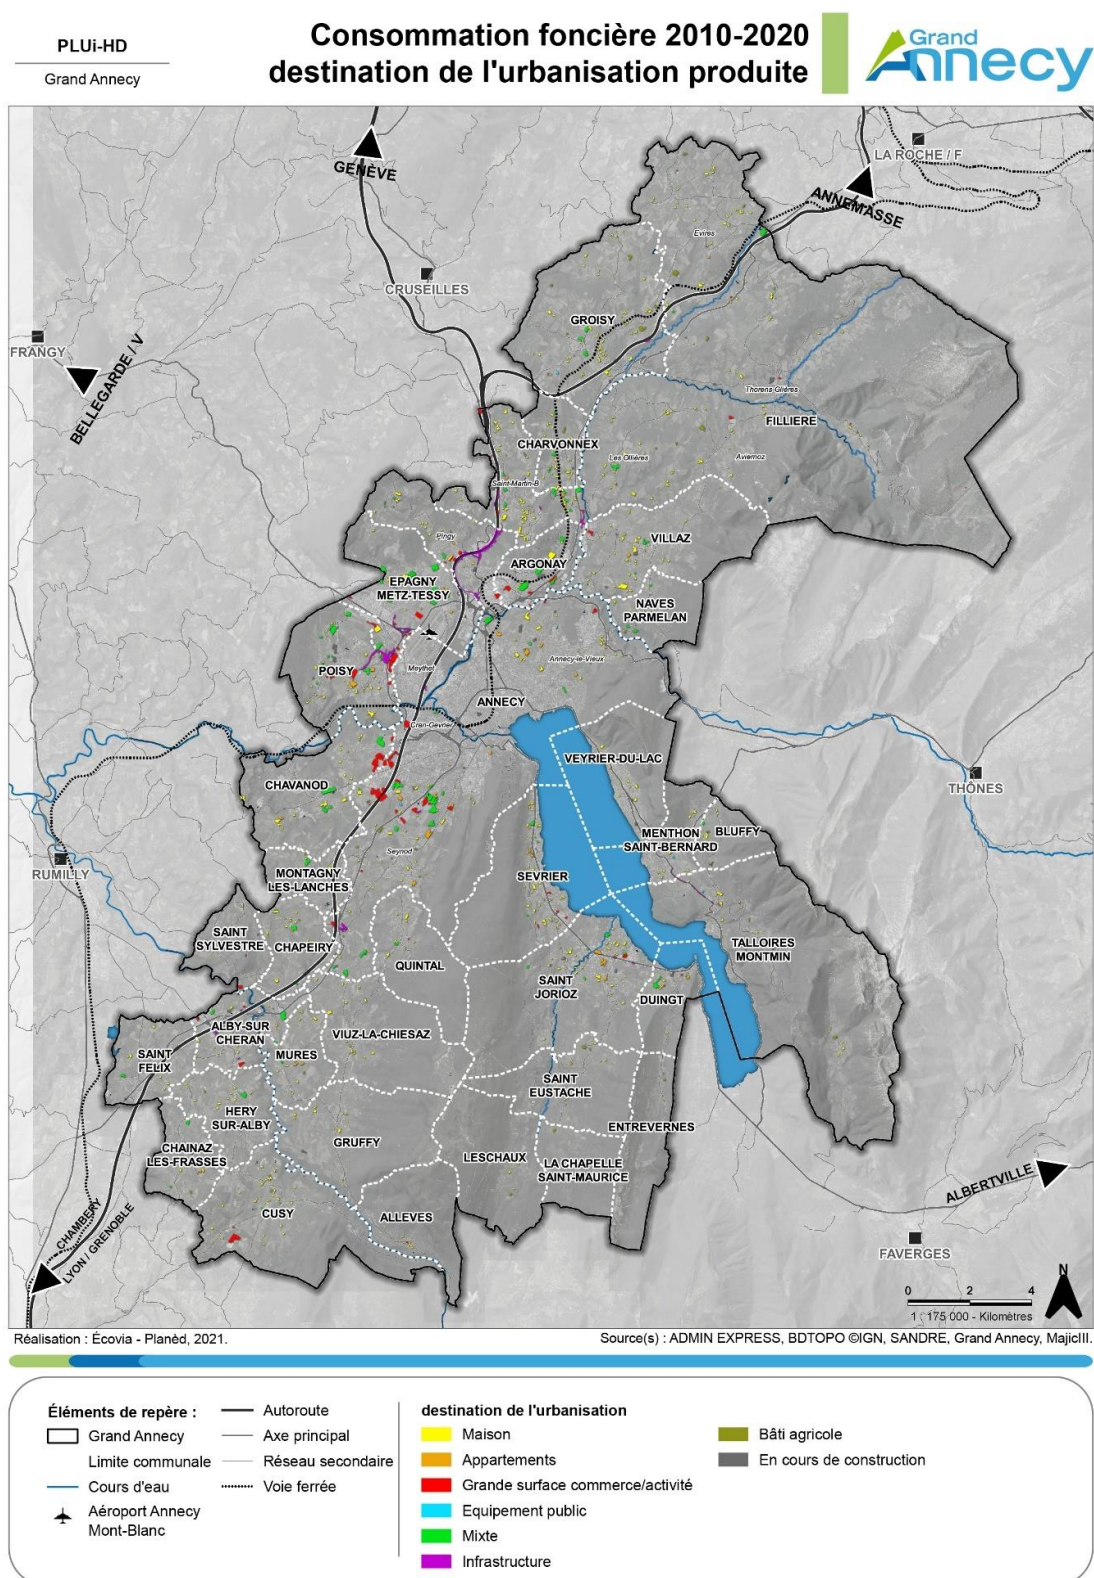 PLUi-HD
Grand Annecy
Consommation foncière 2010-2020
destination de l'urbanisation produite
Grand
Annecy
GENÈVE
LA ROCHE / F
ANNEMASSE
Evires
CRUSEILLES
GROISY
FRANGY
BELLEGARDE / V
Thorens-Glières
FILLIERE
CHARVONNEX
Les Ollières
Aviernoz
Saint-Martin-B
Pringy
VILLAZ
ARGONAY
EPAGNY
METZ-TESSY
NAVES
PARMELAN
POISY
Meythet
Annecy-le-Vieux
ANNECY
Cran-Gevrier
VEYRIER-DU-LAC
CHAVANOD
THÔNES
MENTHON
SAINT-BERNARD
BLUFFY
Seynod
RUMILLY
MONTAGNY
LES-LANCHES
SEVRIER
SAINT
SYLVESTRE
CHAPEIRY
TALLOIRES
MONTMIN
QUINTAL
SAINT
JORIOZ
DUINGT
ALBY-SUR
CHERAN
VIUZ-LA-CHIESAZ
MURES
SAINT
FELIX
SAINT
EUSTACHE
HERY
SUR-ALBY
ENTREVERNES
CHAINAZ
LES-FRASSES
GRUFFY
LESCHAUX
LA CHAPELLE
SAINT-MAURICE
ALBERTVILLE
CUSY
ALLEVES
CHAMBERY
LYON / GRENOBLE
FAVERGES
N
0 2 4
1 : 175 000 - Kilomètres
Réalisation : Écovia - Planèd, 2021.
Source(s) : ADMIN EXPRESS, BDTOPO ©IGN, SANDRE, Grand Annecy, MajicIII.
Éléments de repère :
Grand Annecy
Limite communale
Cours d'eau
Aéroport Annecy
Mont-Blanc
Autoroute
Axe principal
Réseau secondaire
Voie ferrée
destination de l'urbanisation
Maison
Appartements
Grande surface commerce/activité
Equipement public
Mixte
Infrastructure
Bâti agricole
En cours de construction